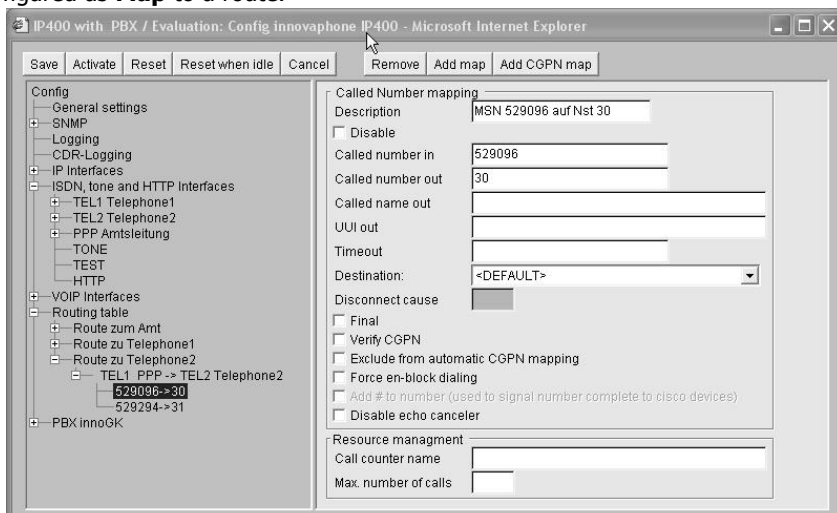 gured as Map to a route.
IP400 with PBX / Evaluation: Config innovaphone IP400 - Microsoft Internet Explorer
Save Activate Reset Reset when idle Cancel Remove Add map Add CGPN map
Config
General settings
SNMP
Logging
CDR-Logging
IP Interfaces
ISDN, tone and HTTP Interfaces
TEL1 Telephone1
TEL2 Telephone2
PPP Amtsleitung
TONE
TEST
HTTP
VOIP Interfaces
Routing table
Route zum Amt
Route zu Telephone1
Route zu Telephone2
TEL1 PPP -> TEL2 Telephone2
529096->30
529294->31
PBX innoGK
Called Number mapping
Description MSN 529096 auf Nst 30
Disable
Called number in 529096
Called number out 30
Called name out
UUI out
Timeout
Destination: <DEFAULT>
Disconnect cause
Final
Verify CGPN
Exclude from automatic CGPN mapping
Force en-block dialing
Add # to number (used to signal number complete to cisco devices)
Disable echo canceler
Resource managment
Call counter name
Max. number of calls